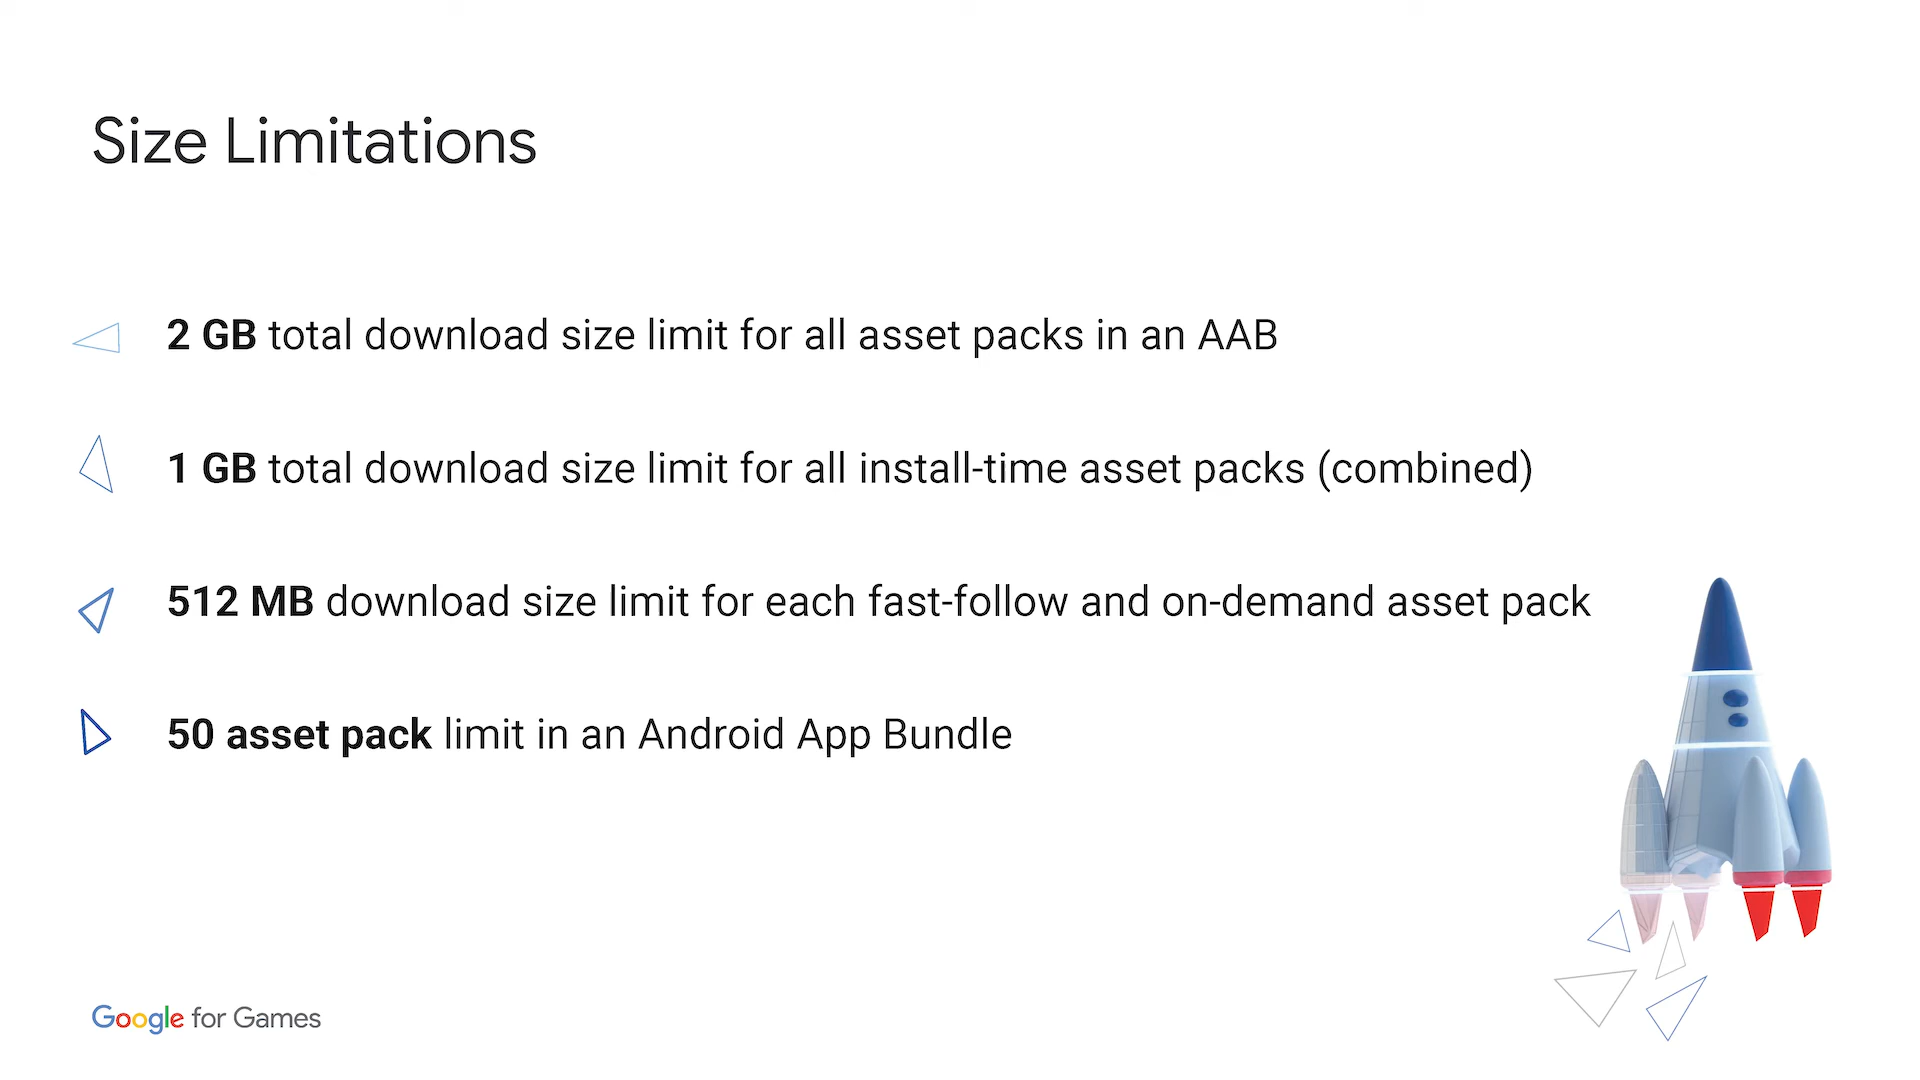 Size Limitations
2 GB total download size limit for all asset packs in an AAB
1 GB total download size limit for all install-time asset packs (combined)
512 MB download size limit for each fast-follow and on-demand asset pack
50 asset pack limit in an Android App Bundle
Google for Games